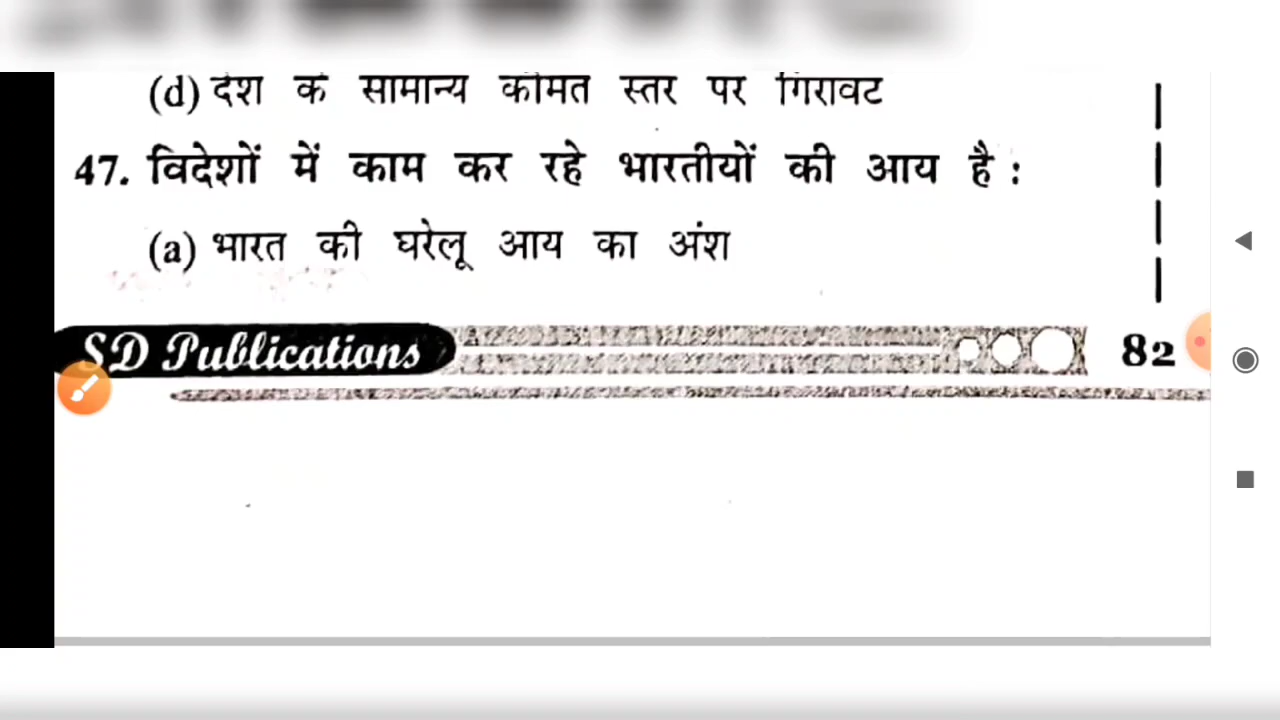 (d) देश के सामान्य कीमत स्तर पर गिरावट
47. विदेशों में काम कर रहे भारतीयों की आय है :
(a) भारत की घरेलू आय का अंश
SD Publications 82